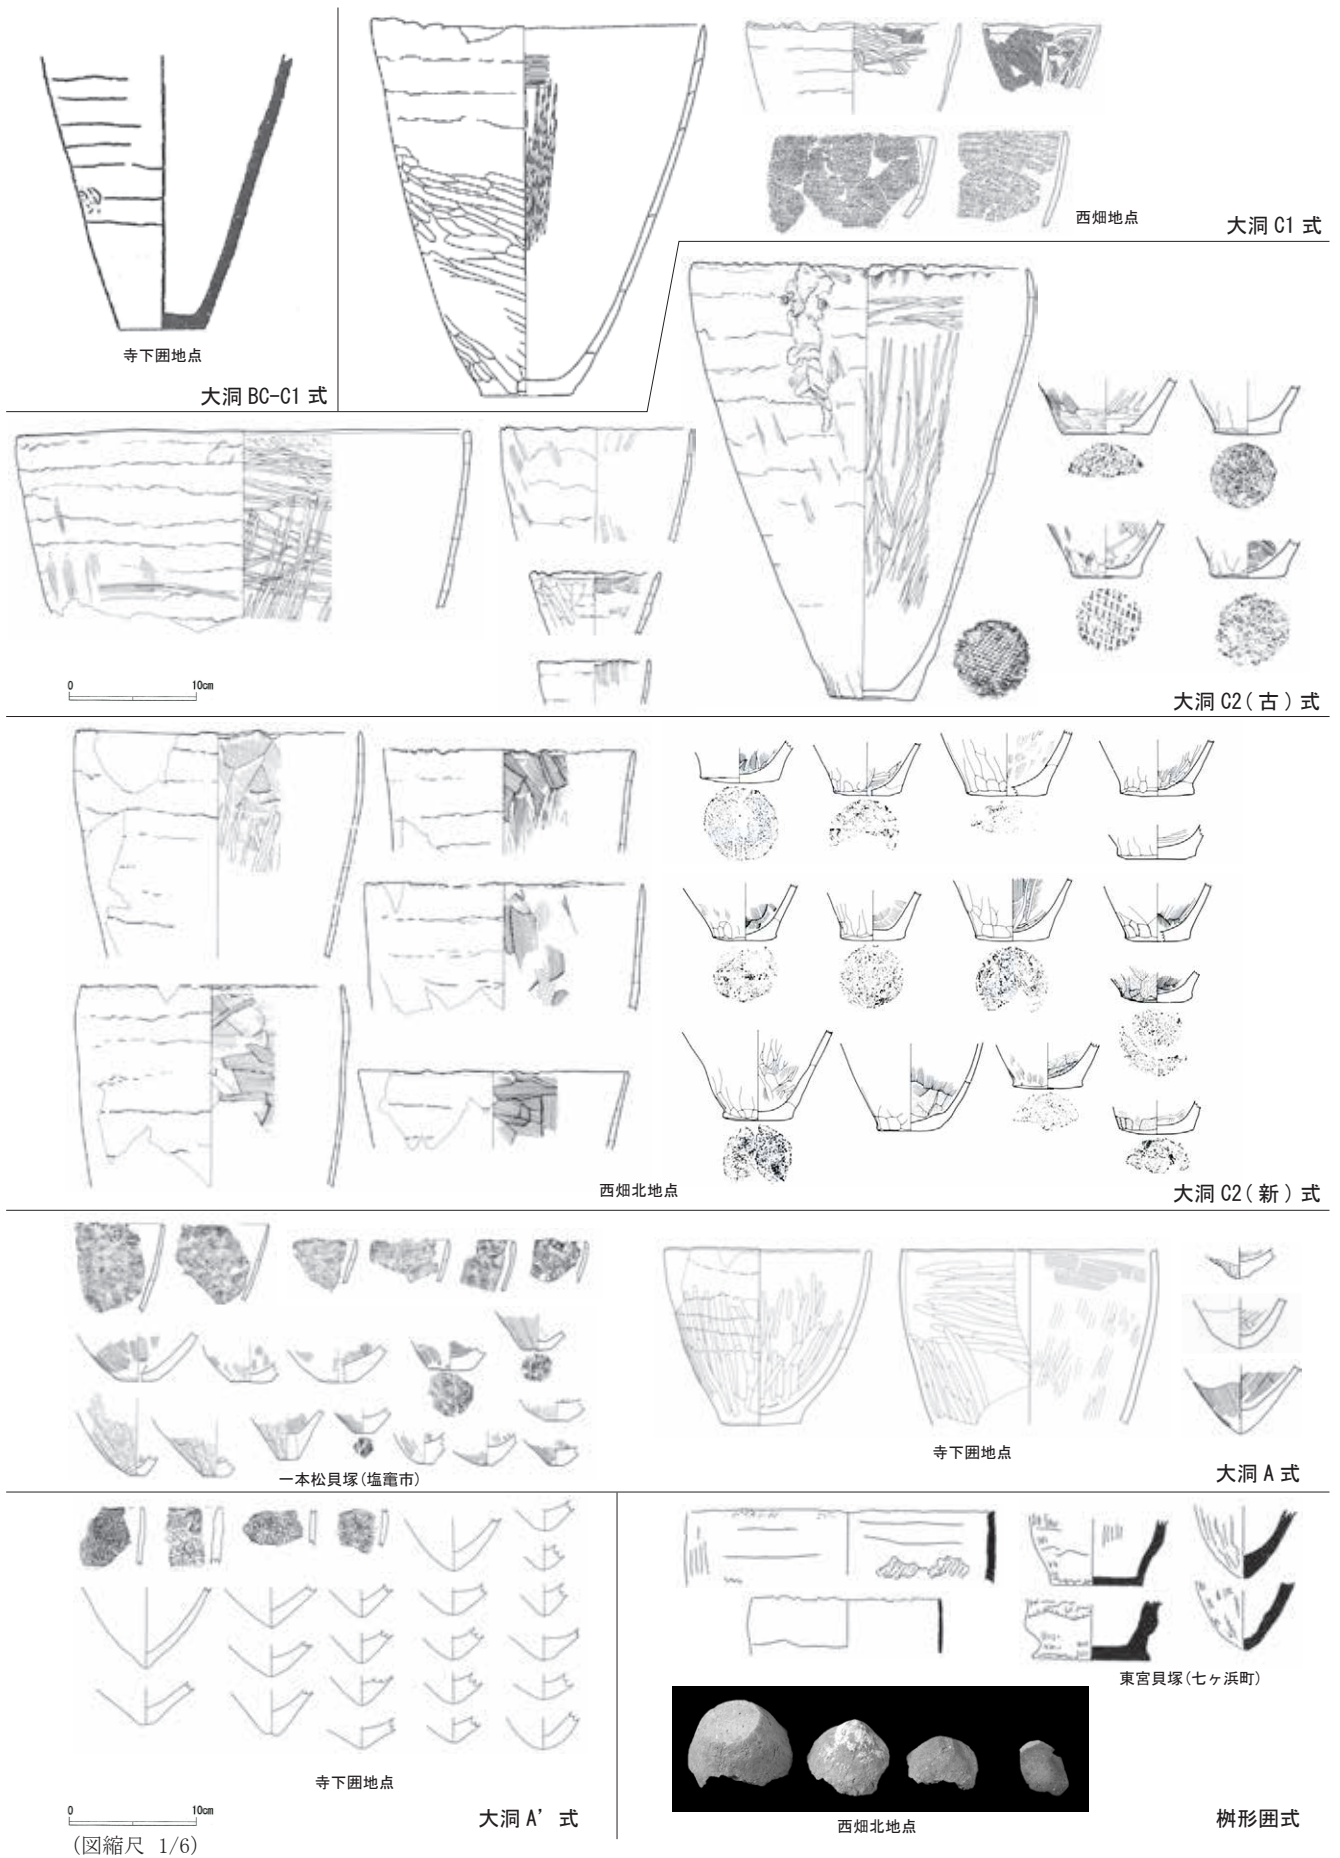 寺下囲地点
大洞 BC-C1 式
西畑地点
大洞 C1 式
0 10cm
大洞 C2(古)式
西畑北地点
大洞 C2(新)式
一本松貝塚(塩竈市)
寺下囲地点
大洞 A 式
寺下囲地点
0 10cm
大洞 A’ 式
(図縮尺 1/6)
東宮貝塚(七ヶ浜町)
西畑北地点
桝形囲式